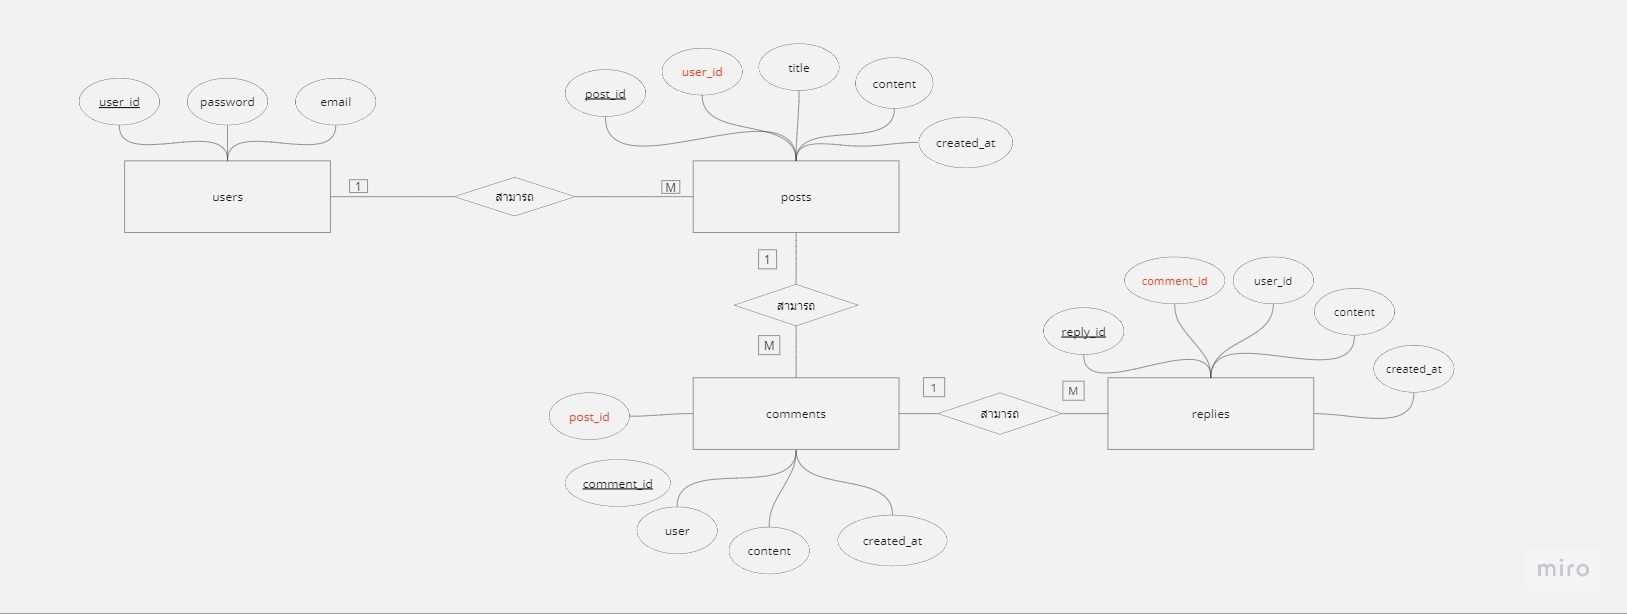 user_id
password
email
users
1
สามารถ
M
post_id
user_id
title
content
created_at
posts
1
สามารถ
M
post_id
comments
comment_id
user
content
created_at
1
สามารถ
M
reply_id
comment_id
user_id
content
created_at
replies
miro